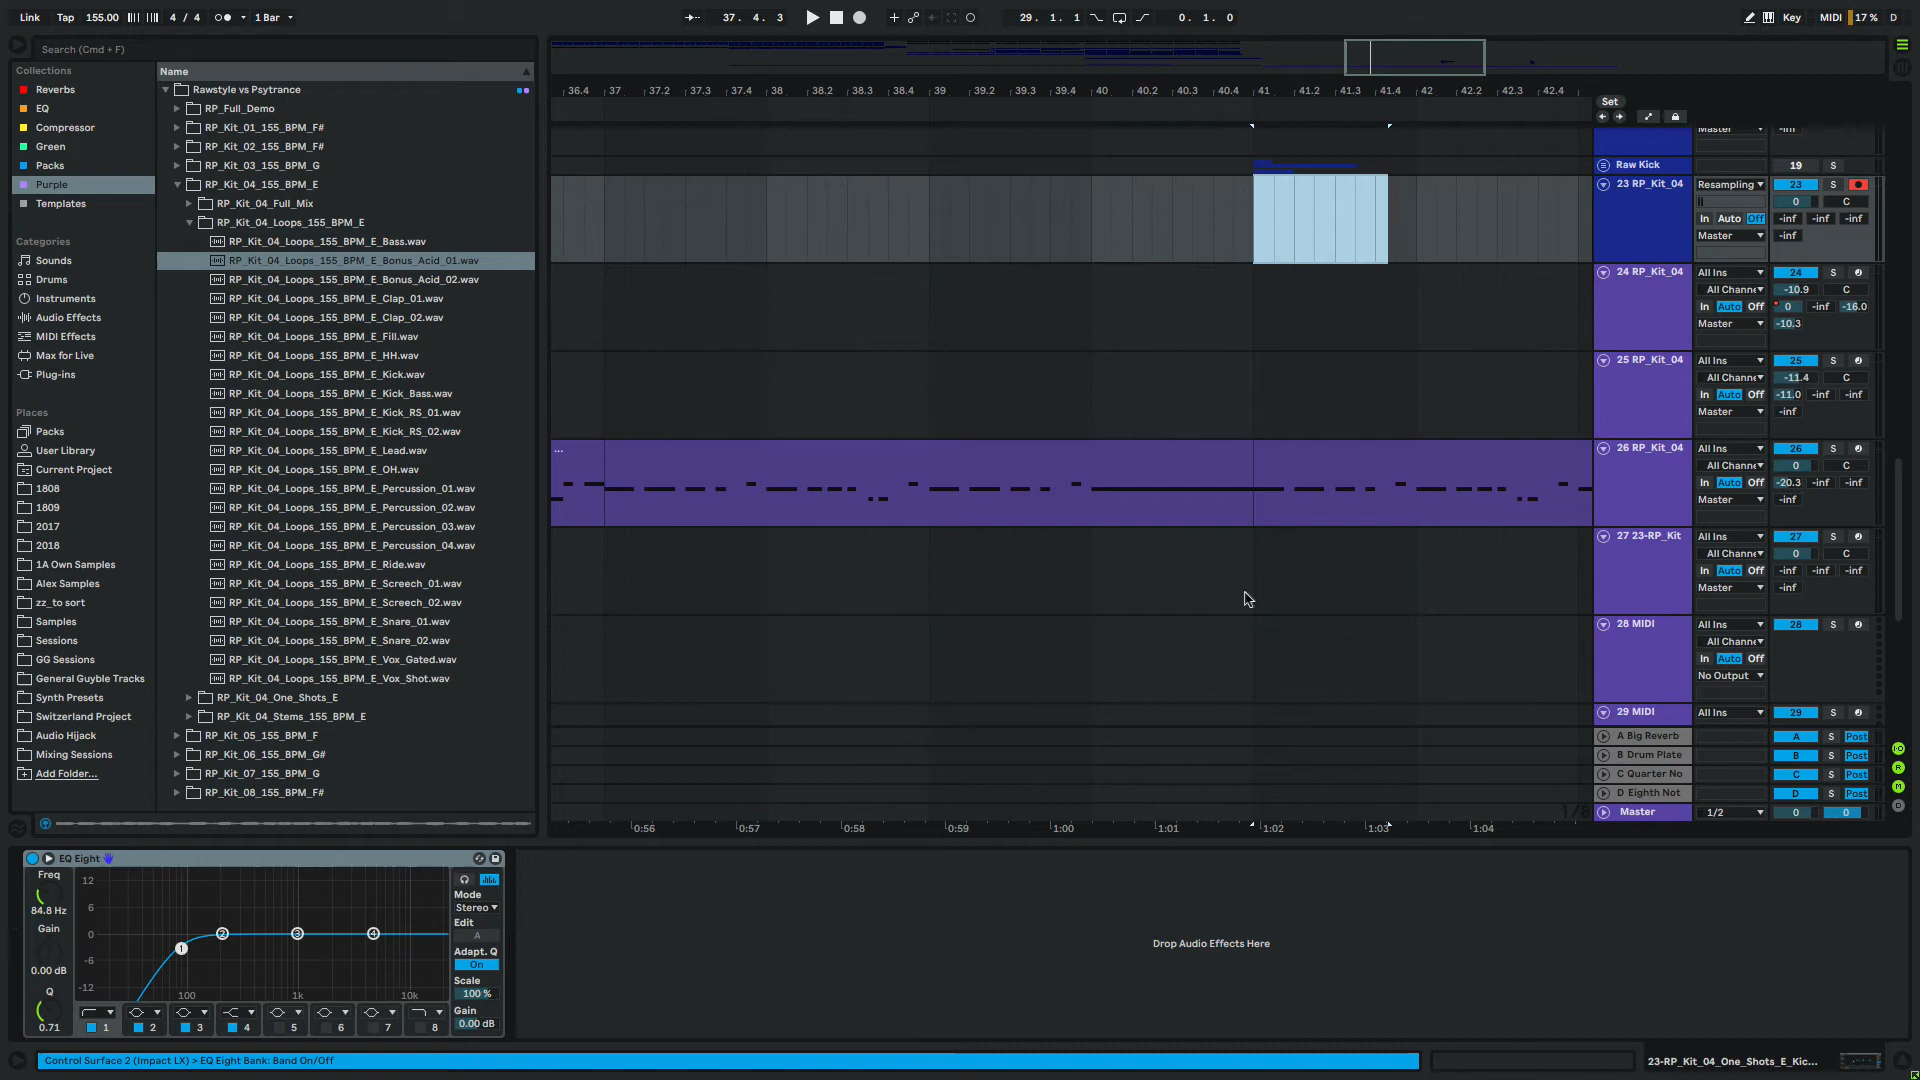 Link Tap 155.00 4 / 4 1 Bar 37. 4. 3 29. 1. 1 0. 1. 0 Key MIDI 17 % D
Search (Cmd + F)
Collections
Reverbs
EQ
Compressor
Green
Packs
Purple
Templates
Categories
Sounds
Drums
Instruments
Audio Effects
MIDI Effects
Max for Live
Plug-ins
Places
Packs
User Library
Current Project
1808
1809
2017
2018
1A Own Samples
Alex Samples
zz_to sort
Samples
Sessions
GG Sessions
General Guyble Tracks
Synth Presets
Switzerland Project
Audio Hijack
Mixing Sessions
Add Folder...
Name
Rawstyle vs Psytrance
RP_Full_Demo
RP_Kit_01_155_BPM_F#
RP_Kit_02_155_BPM_F#
RP_Kit_03_155_BPM_G
RP_Kit_04_155_BPM_E
RP_Kit_04_Full_Mix
RP_Kit_04_Loops_155_BPM_E
RP_Kit_04_Loops_155_BPM_E_Bass.wav
RP_Kit_04_Loops_155_BPM_E_Bonus_Acid_01.wav
RP_Kit_04_Loops_155_BPM_E_Bonus_Acid_02.wav
RP_Kit_04_Loops_155_BPM_E_Clap_01.wav
RP_Kit_04_Loops_155_BPM_E_Clap_02.wav
RP_Kit_04_Loops_155_BPM_E_Fill.wav
RP_Kit_04_Loops_155_BPM_E_HH.wav
RP_Kit_04_Loops_155_BPM_E_Kick.wav
RP_Kit_04_Loops_155_BPM_E_Kick_Bass.wav
RP_Kit_04_Loops_155_BPM_E_Kick_RS_01.wav
RP_Kit_04_Loops_155_BPM_E_Kick_RS_02.wav
RP_Kit_04_Loops_155_BPM_E_Lead.wav
RP_Kit_04_Loops_155_BPM_E_OH.wav
RP_Kit_04_Loops_155_BPM_E_Percussion_01.wav
RP_Kit_04_Loops_155_BPM_E_Percussion_02.wav
RP_Kit_04_Loops_155_BPM_E_Percussion_03.wav
RP_Kit_04_Loops_155_BPM_E_Percussion_04.wav
RP_Kit_04_Loops_155_BPM_E_Ride.wav
RP_Kit_04_Loops_155_BPM_E_Screech_01.wav
RP_Kit_04_Loops_155_BPM_E_Screech_02.wav
RP_Kit_04_Loops_155_BPM_E_Snare_01.wav
RP_Kit_04_Loops_155_BPM_E_Snare_02.wav
RP_Kit_04_Loops_155_BPM_E_Vox_Gated.wav
RP_Kit_04_Loops_155_BPM_E_Vox_Shot.wav
RP_Kit_04_One_Shots_E
RP_Kit_04_Stems_155_BPM_E
RP_Kit_05_155_BPM_F
RP_Kit_06_155_BPM_G#
RP_Kit_07_155_BPM_G
RP_Kit_08_155_BPM_F#
36.4 37 37.2 37.3 37.4 38 38.2 38.3 38.4 39 39.2 39.3 39.4 40 40.2 40.3 40.4 41 41.2 41.3 41.4 42 42.2 42.3 42.4
Set
Master -inf
Raw Kick 19 S
23 RP_Kit_04 Resampling 23 S
0 C
In Auto Off -inf -inf -inf
Master -inf
24 RP_Kit_04 All Ins 24 S
All Channe -10.9 C
In Auto Off 0 -inf -16.0
Master -10.3
25 RP_Kit_04 All Ins 25 S
All Channe -11.4 C
In Auto Off -11.0 -inf -inf
Master -inf
...
26 RP_Kit_04 All Ins 26 S
All Channe 0 C
In Auto Off -20.3 -inf -inf
Master -inf
27 23-RP_Kit All Ins 27 S
All Channe 0 C
In Auto Off -inf -inf -inf
Master -inf
28 MIDI All Ins 28 S
All Channe
In Auto Off
No Output
29 MIDI All Ins 29 S
A Big Reverb A S Post
B Drum Plate B S Post
C Quarter No C S Post
D Eighth Not D S Post
1/8
Master 1/2 0 0
IO
R
M
D
0:56 0:57 0:58 0:59 1:00 1:01 1:02 1:03 1:04
EQ Eight
Freq
84.8 Hz
Gain
0.00 dB
Q
0.71
12
6
0
-6
-12
1 2 3 4
100 1k 10k
1 2 3 4 5 6 7 8
Mode
Stereo
Edit
A
Adapt. Q
On
Scale
100 %
Gain
0.00 dB
Drop Audio Effects Here
Control Surface 2 (Impact LX) > EQ Eight Bank: Band On/Off
23-RP_Kit_04_One_Shots_E_Kic...